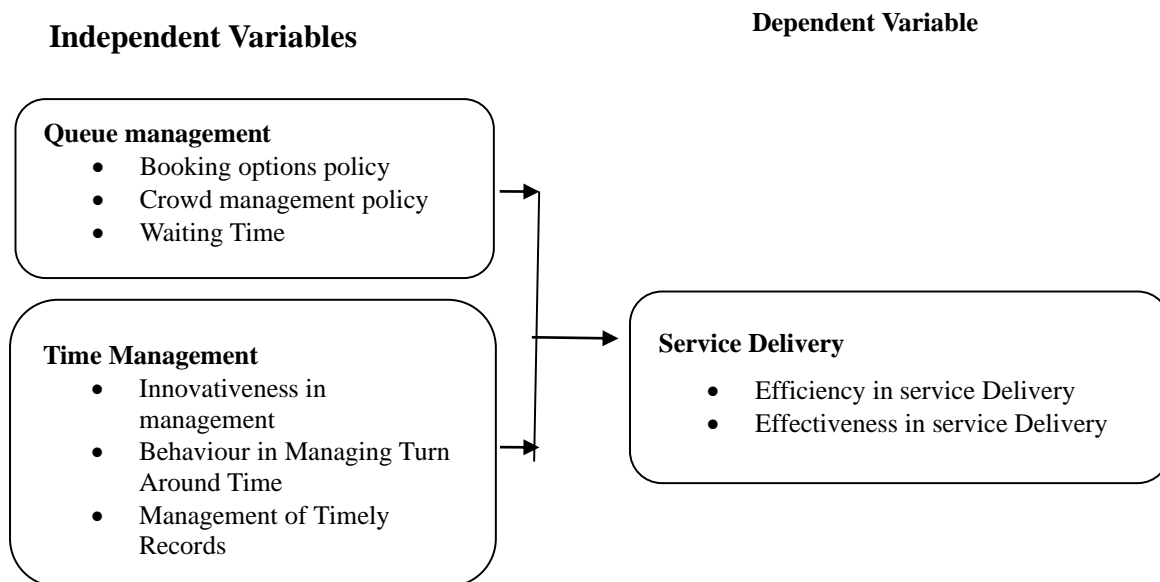 Independent Variables
Dependent Variable
Queue management
• Booking options policy
• Crowd management policy
• Waiting Time
Time Management
• Innovativeness in
management
• Behaviour in Managing Turn
Around Time
• Management of Timely
Records
Service Delivery
• Efficiency in service Delivery
• Effectiveness in service Delivery